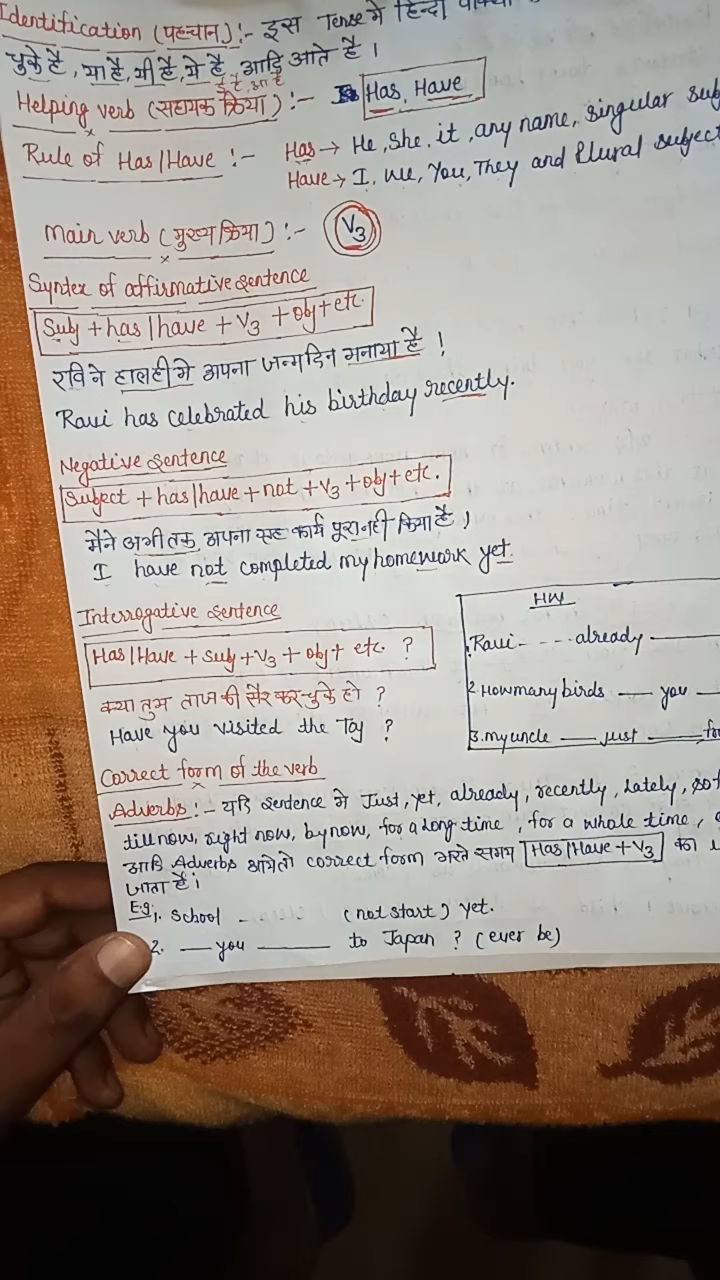 Identification (पहचान) :- इस Tense मे हिन्दी
चुके है, या है, यी है, ये है, आदि आते है ।
Helping verb (सहायक क्रिया) :- Has, Have
Rule of Has/Have :- Has → He, She, it, any name, singular sub
Have → I, We, You, They and Plural subject
Main verb (मुख्य क्रिया) :- V3
Syntex of affirmative sentence
Sub + has/have + V3 + obj + etc.
रवि ने हालही मे अपना जन्मदिन मनाया है !
Ravi has celebrated his birthday recently.
Negative sentence
Subject + has/have + not + V3 + obj + etc.
मैने अभी तक अपना कार्य पूरा नही किया है ।
I have not completed my homework yet.
Interrogative sentence
Has/Have + Sub + V3 + obj + etc. ?
क्या तुम ताज की सैर कर चुके हो ?
Have you visited the Taj ?
HW
1. Ravi - - - - already ———
2. How many birds —— you —
3. My uncle —— just ——— for
Correct form of the verb
Adverbs :- यदि sentence मे Just, yet, already, recently, lately, so f
till now, right now, by now, for a long time, for a whole time,
आदि Adverbs आये तो correct form भरते समय Has/Have + V3 का
जाता है ।
E.g. 1. School - - (not start) yet.
2. —— you ——— to Japan ? (ever be)